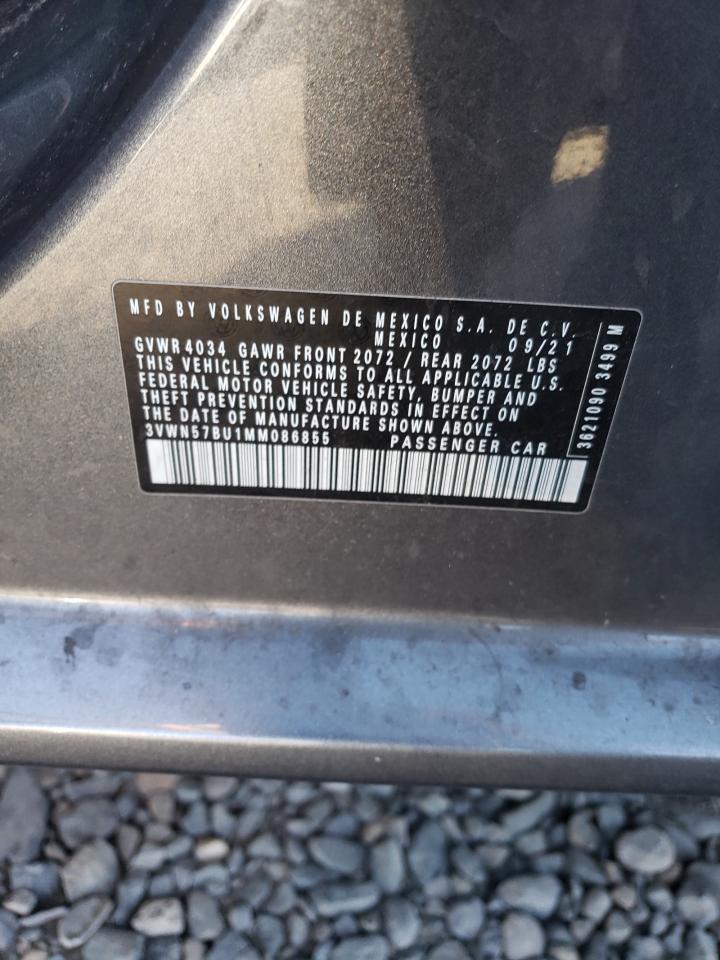 MFD BY VOLKSWAGEN DE MEXICO S.A. DE C.V.
MEXICO 09/21
GVWR 4034 GAWR FRONT 2072 / REAR 2072 LBS
THIS VEHICLE CONFORMS TO ALL APPLICABLE U.S.
FEDERAL MOTOR VEHICLE SAFETY, BUMPER AND
THEFT PREVENTION STANDARDS IN EFFECT ON
THE DATE OF MANUFACTURE SHOWN ABOVE.
3VWN57BU1MM086855 PASSENGER CAR
3621090 3499 M